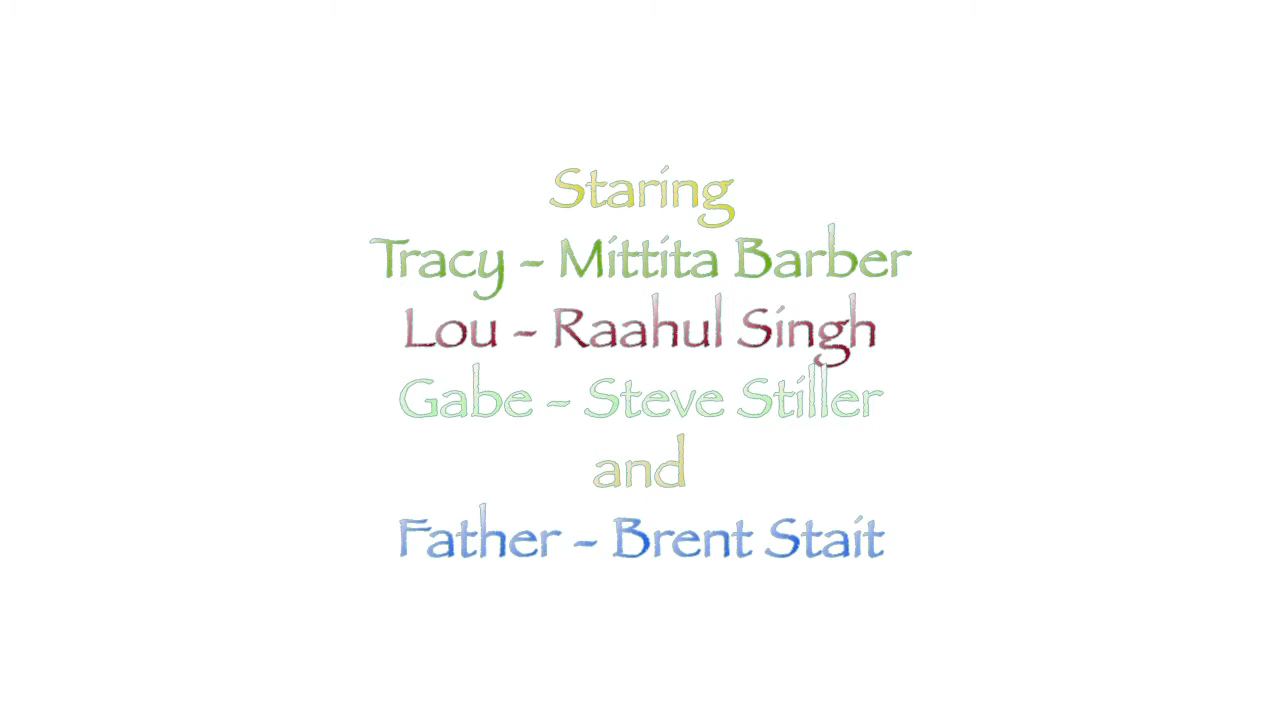 Staring
Tracy - Mittita Barber
Lou - Raahul Singh
Gabe - Steve Stiller
and
Father - Brent Stait